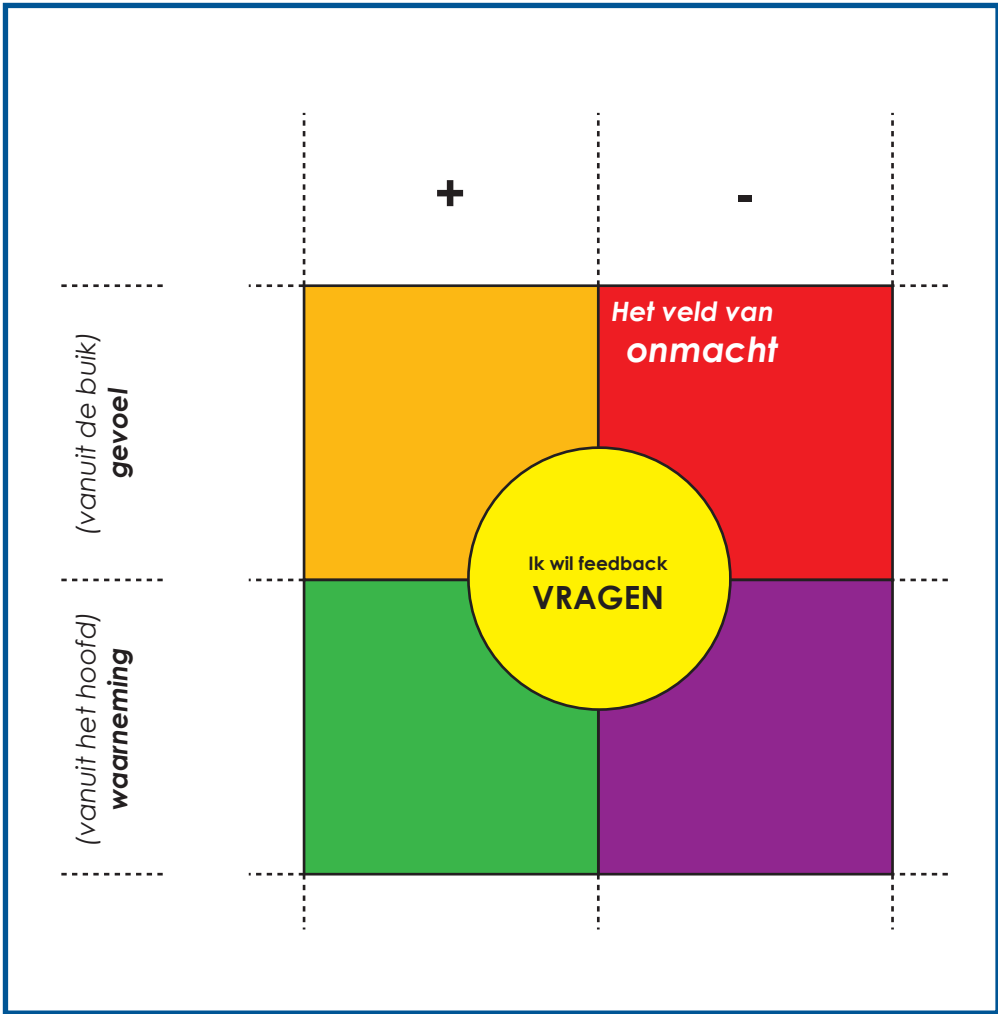 +
-
Het veld van
onmacht
(vanuit de buik)
gevoel
Ik wil feedback
VRAGEN
(vanuit het hoofd)
waarneming